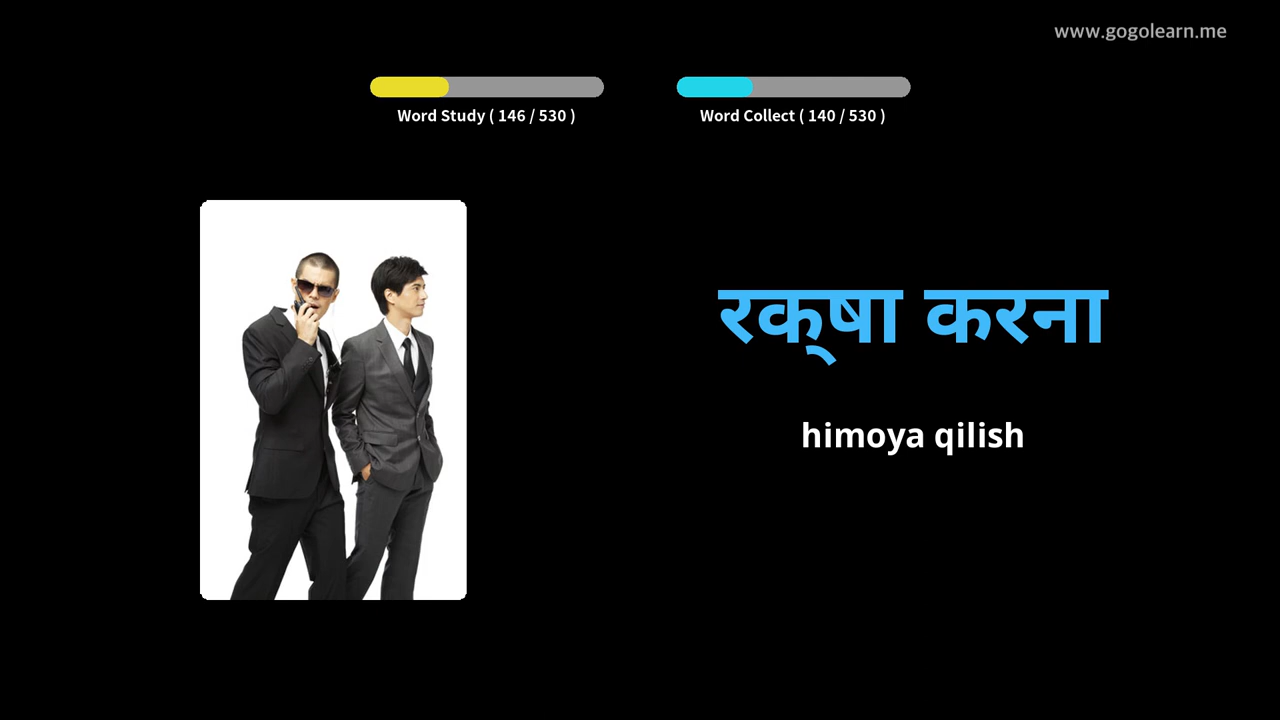 www.gogolearn.me
Word Study ( 146 / 530 )
Word Collect ( 140 / 530 )
रक्षा करना
himoya qilish